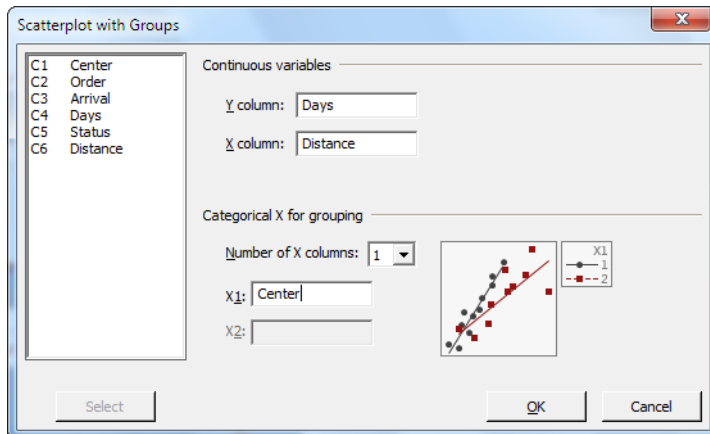 Scatterplot with Groups
C1 Center
C2 Order
C3 Arrival
C4 Days
C5 Status
C6 Distance
Continuous variables
Y column: Days
X column: Distance
Categorical X for grouping
Number of X columns: 1
X1: Center
X2:
X1
1
2
Select
OK
Cancel